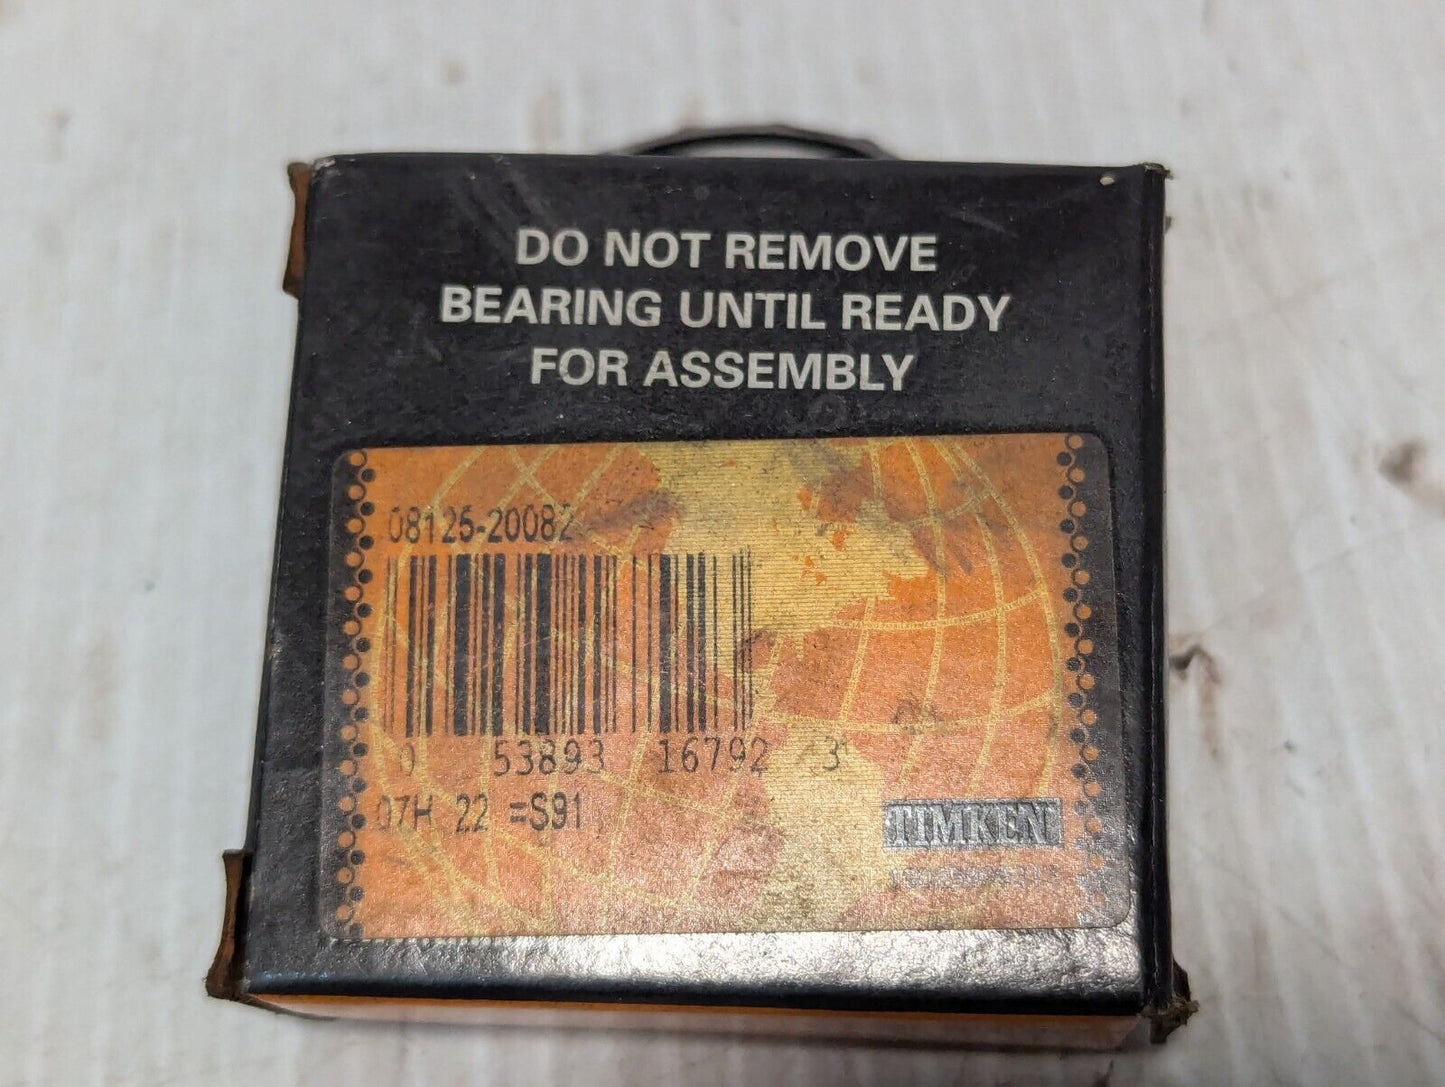 DO NOT REMOVE
BEARING UNTIL READY
FOR ASSEMBLY
08125-20082
0 53893 16792 3
07H 22 =S91
TIMKEN